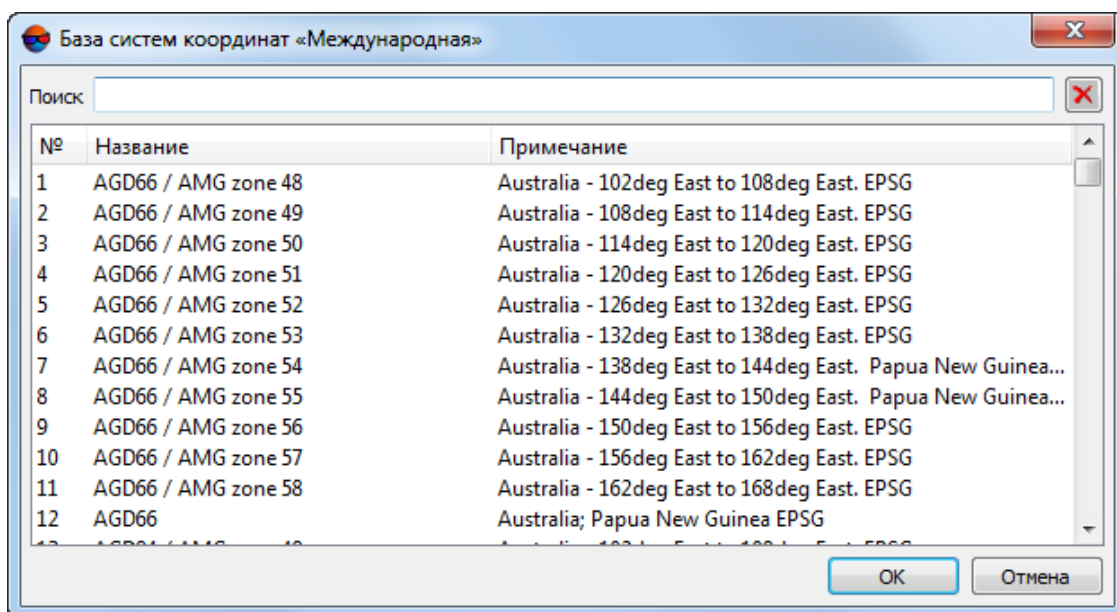 База систем координат «Международная»
Поиск
№ Название Примечание
1 AGD66 / AMG zone 48 Australia - 102deg East to 108deg East. EPSG
2 AGD66 / AMG zone 49 Australia - 108deg East to 114deg East. EPSG
3 AGD66 / AMG zone 50 Australia - 114deg East to 120deg East. EPSG
4 AGD66 / AMG zone 51 Australia - 120deg East to 126deg East. EPSG
5 AGD66 / AMG zone 52 Australia - 126deg East to 132deg East. EPSG
6 AGD66 / AMG zone 53 Australia - 132deg East to 138deg East. EPSG
7 AGD66 / AMG zone 54 Australia - 138deg East to 144deg East.  Papua New Guinea...
8 AGD66 / AMG zone 55 Australia - 144deg East to 150deg East.  Papua New Guinea...
9 AGD66 / AMG zone 56 Australia - 150deg East to 156deg East. EPSG
10 AGD66 / AMG zone 57 Australia - 156deg East to 162deg East. EPSG
11 AGD66 / AMG zone 58 Australia - 162deg East to 168deg East. EPSG
12 AGD66 Australia; Papua New Guinea EPSG
OK Отмена